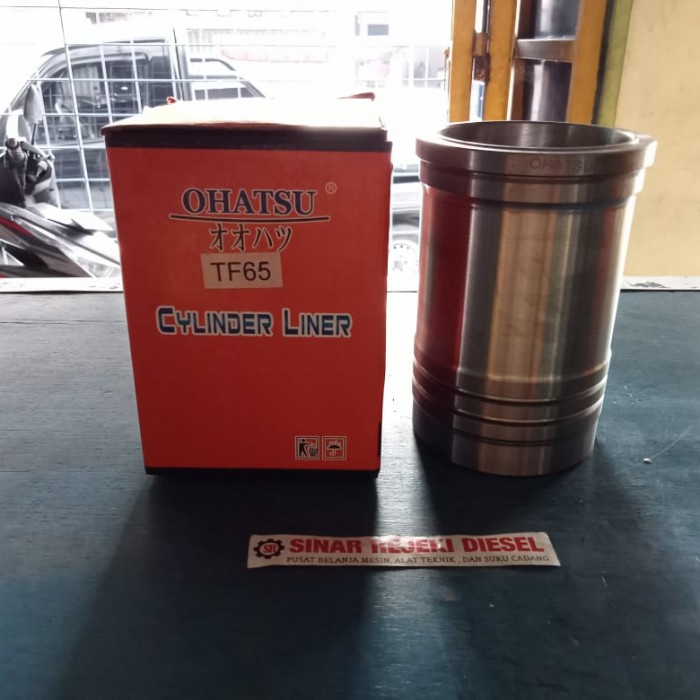 OHATSU ®
オオハツ
TF65
CYLINDER LINER
OHATSU
SR SINAR REJEKI DIESEL
PUSAT BELANJA MESIN, ALAT TEKNIK, DAN SUKU CADANG